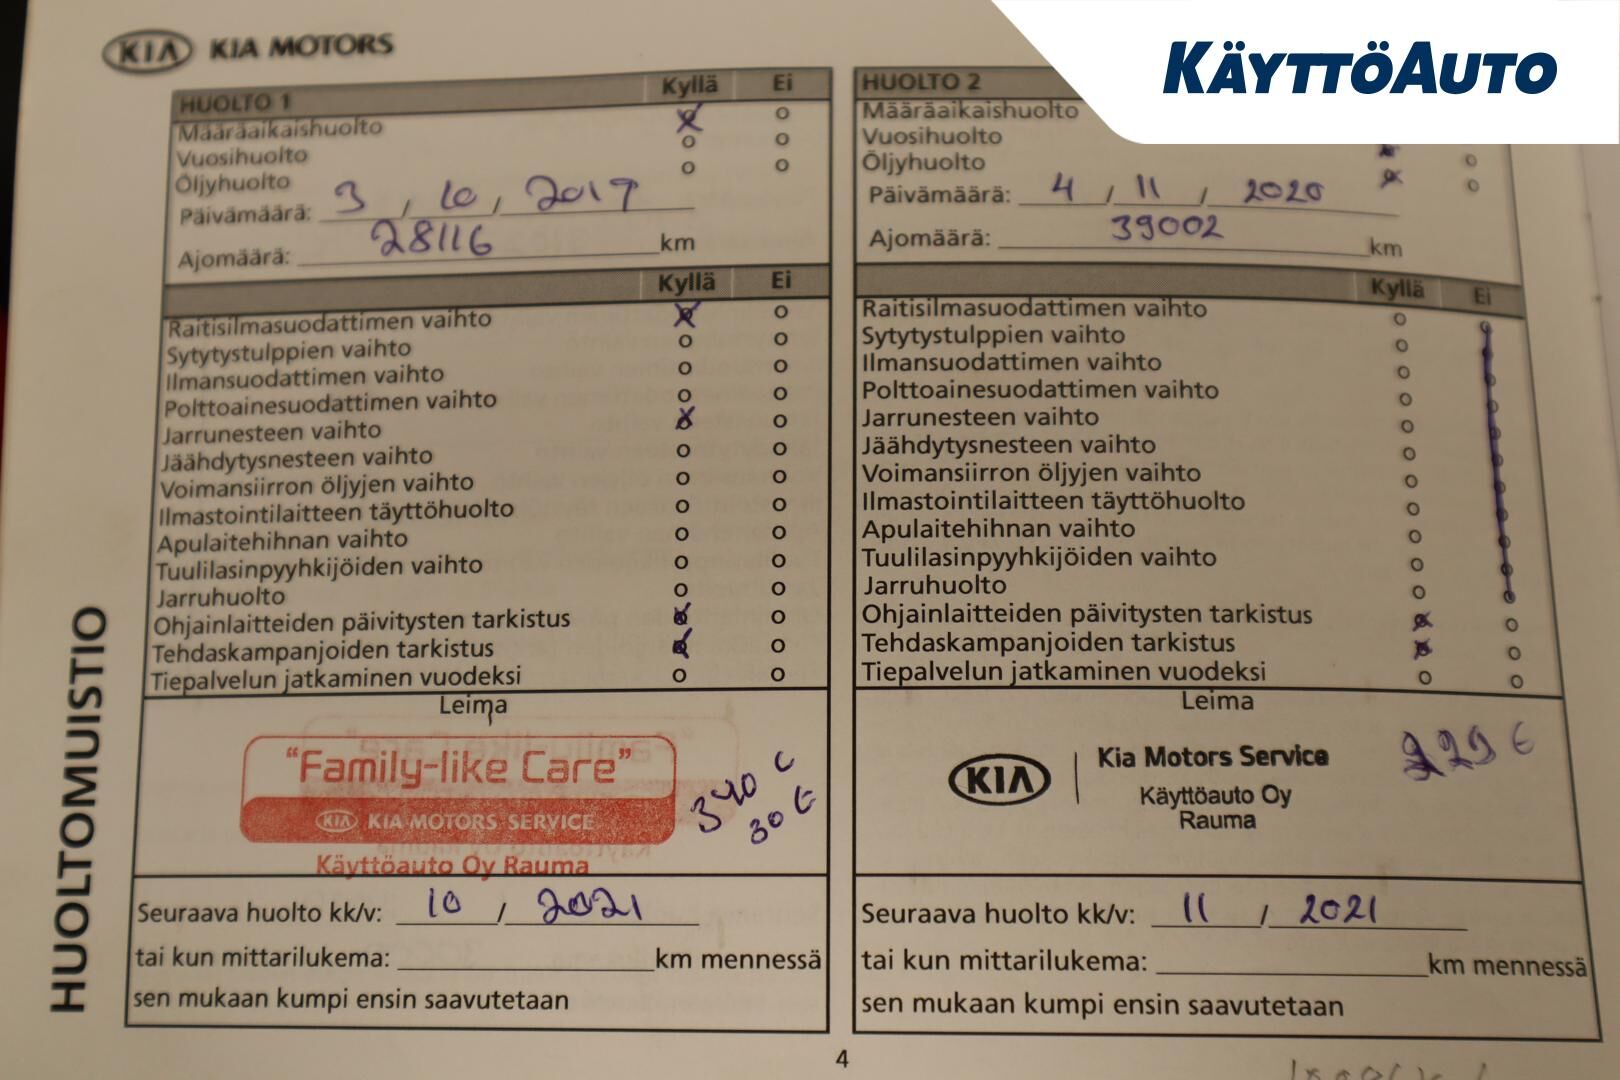 KÄYTTÖAUTO
KIA KIA MOTORS
HUOLTOMUISTIO
HUOLTO 1 Kyllä Ei
Määräaikaishuolto
Vuosihuolto
Öljyhuolto
Päivämäärä: 3 / 10 / 2019
Ajomäärä: 28116 km
Kyllä Ei
Raitisilmasuodattimen vaihto
Sytytystulppien vaihto
Ilmansuodattimen vaihto
Polttoainesuodattimen vaihto
Jarrunesteen vaihto
Jäähdytysnesteen vaihto
Voimansiirron öljyjen vaihto
Ilmastointilaitteen täyttöhuolto
Apulaitehihnan vaihto
Tuulilasinpyyhkijöiden vaihto
Jarruhuolto
Ohjainlaitteiden päivitysten tarkistus
Tehdaskampanjoiden tarkistus
Tiepalvelun jatkaminen vuodeksi
Leima
"Family-like Care"
KIA KIA MOTORS SERVICE
Käyttöauto Oy Rauma
340 €
30 €
Seuraava huolto kk/v: 10 / 2021
tai kun mittarilukema: km mennessä
sen mukaan kumpi ensin saavutetaan
HUOLTO 2
Määräaikaishuolto
Vuosihuolto
Öljyhuolto
Päivämäärä: 4 / 11 / 2020
Ajomäärä: 39002 km
Kyllä Ei
Raitisilmasuodattimen vaihto
Sytytystulppien vaihto
Ilmansuodattimen vaihto
Polttoainesuodattimen vaihto
Jarrunesteen vaihto
Jäähdytysnesteen vaihto
Voimansiirron öljyjen vaihto
Ilmastointilaitteen täyttöhuolto
Apulaitehihnan vaihto
Tuulilasinpyyhkijöiden vaihto
Jarruhuolto
Ohjainlaitteiden päivitysten tarkistus
Tehdaskampanjoiden tarkistus
Tiepalvelun jatkaminen vuodeksi
Leima
KIA Kia Motors Service
Käyttöauto Oy
Rauma
229 €
Seuraava huolto kk/v: 11 / 2021
tai kun mittarilukema: km mennessä
sen mukaan kumpi ensin saavutetaan
4